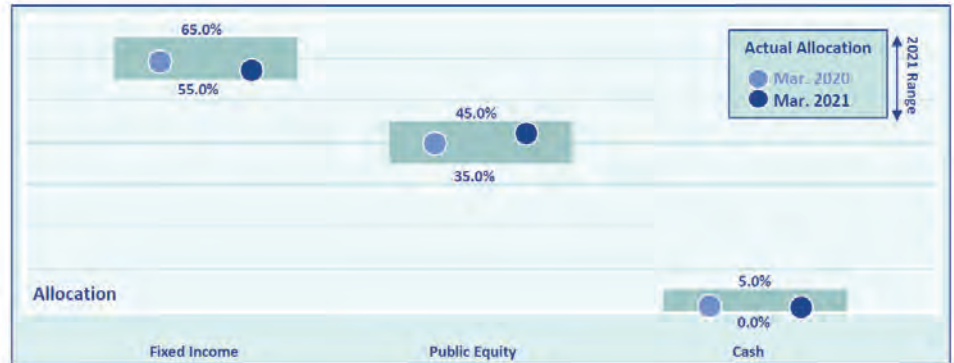 65.0%
55.0%
45.0%
35.0%
5.0%
0.0%
Actual Allocation
Mar. 2020
Mar. 2021
2021 Range
Allocation
Fixed Income
Public Equity
Cash